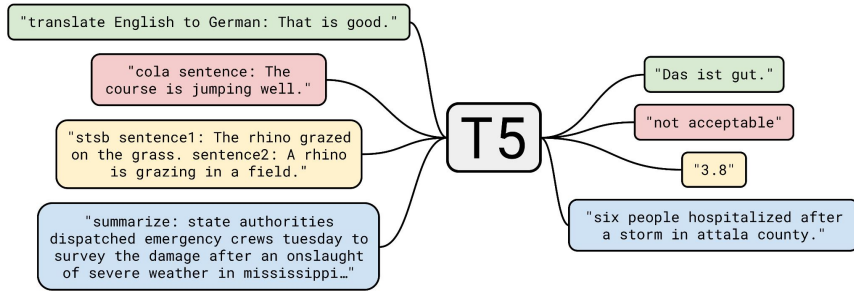 "translate English to German: That is good."
"cola sentence: The
course is jumping well."
"stsb sentence1: The rhino grazed
on the grass. sentence2: A rhino
is grazing in a field."
"summarize: state authorities
dispatched emergency crews tuesday to
survey the damage after an onslaught
of severe weather in mississippi…"
T5
"Das ist gut."
"not acceptable"
"3.8"
"six people hospitalized after
a storm in attala county."